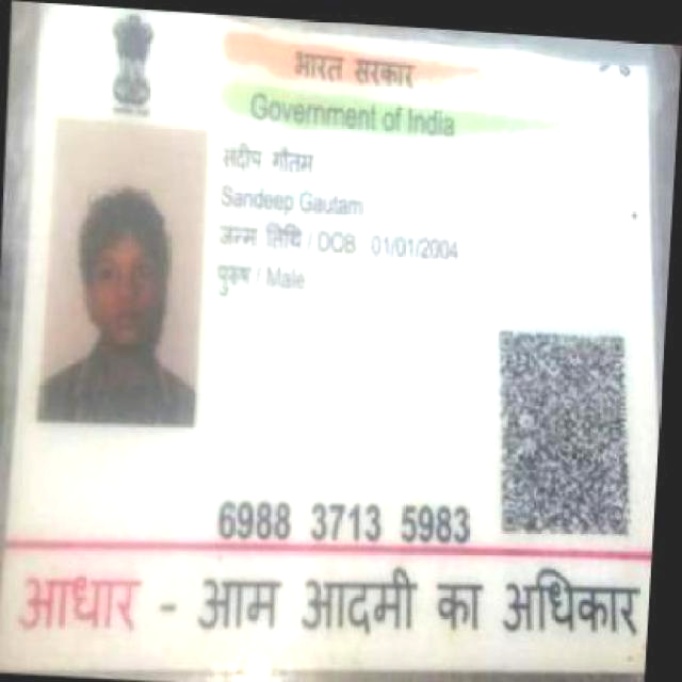 भारत सरकार
Government of India
सदीप गौतम
Sandeep Gautam
जन्म तिथि / DOB 01/01/2004
पुरुष / Male
6988 3713 5983
आधार - आम आदमी का अधिकार